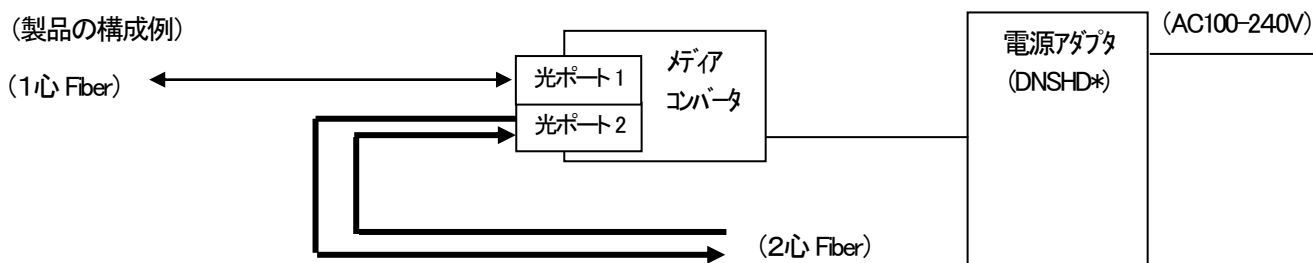 (製品の構成例)
(1心 Fiber)
光ポート1
光ポート2
メディア
コンバータ
電源アダプタ
(DNSHD*)
(AC100-240V)
(2心 Fiber)